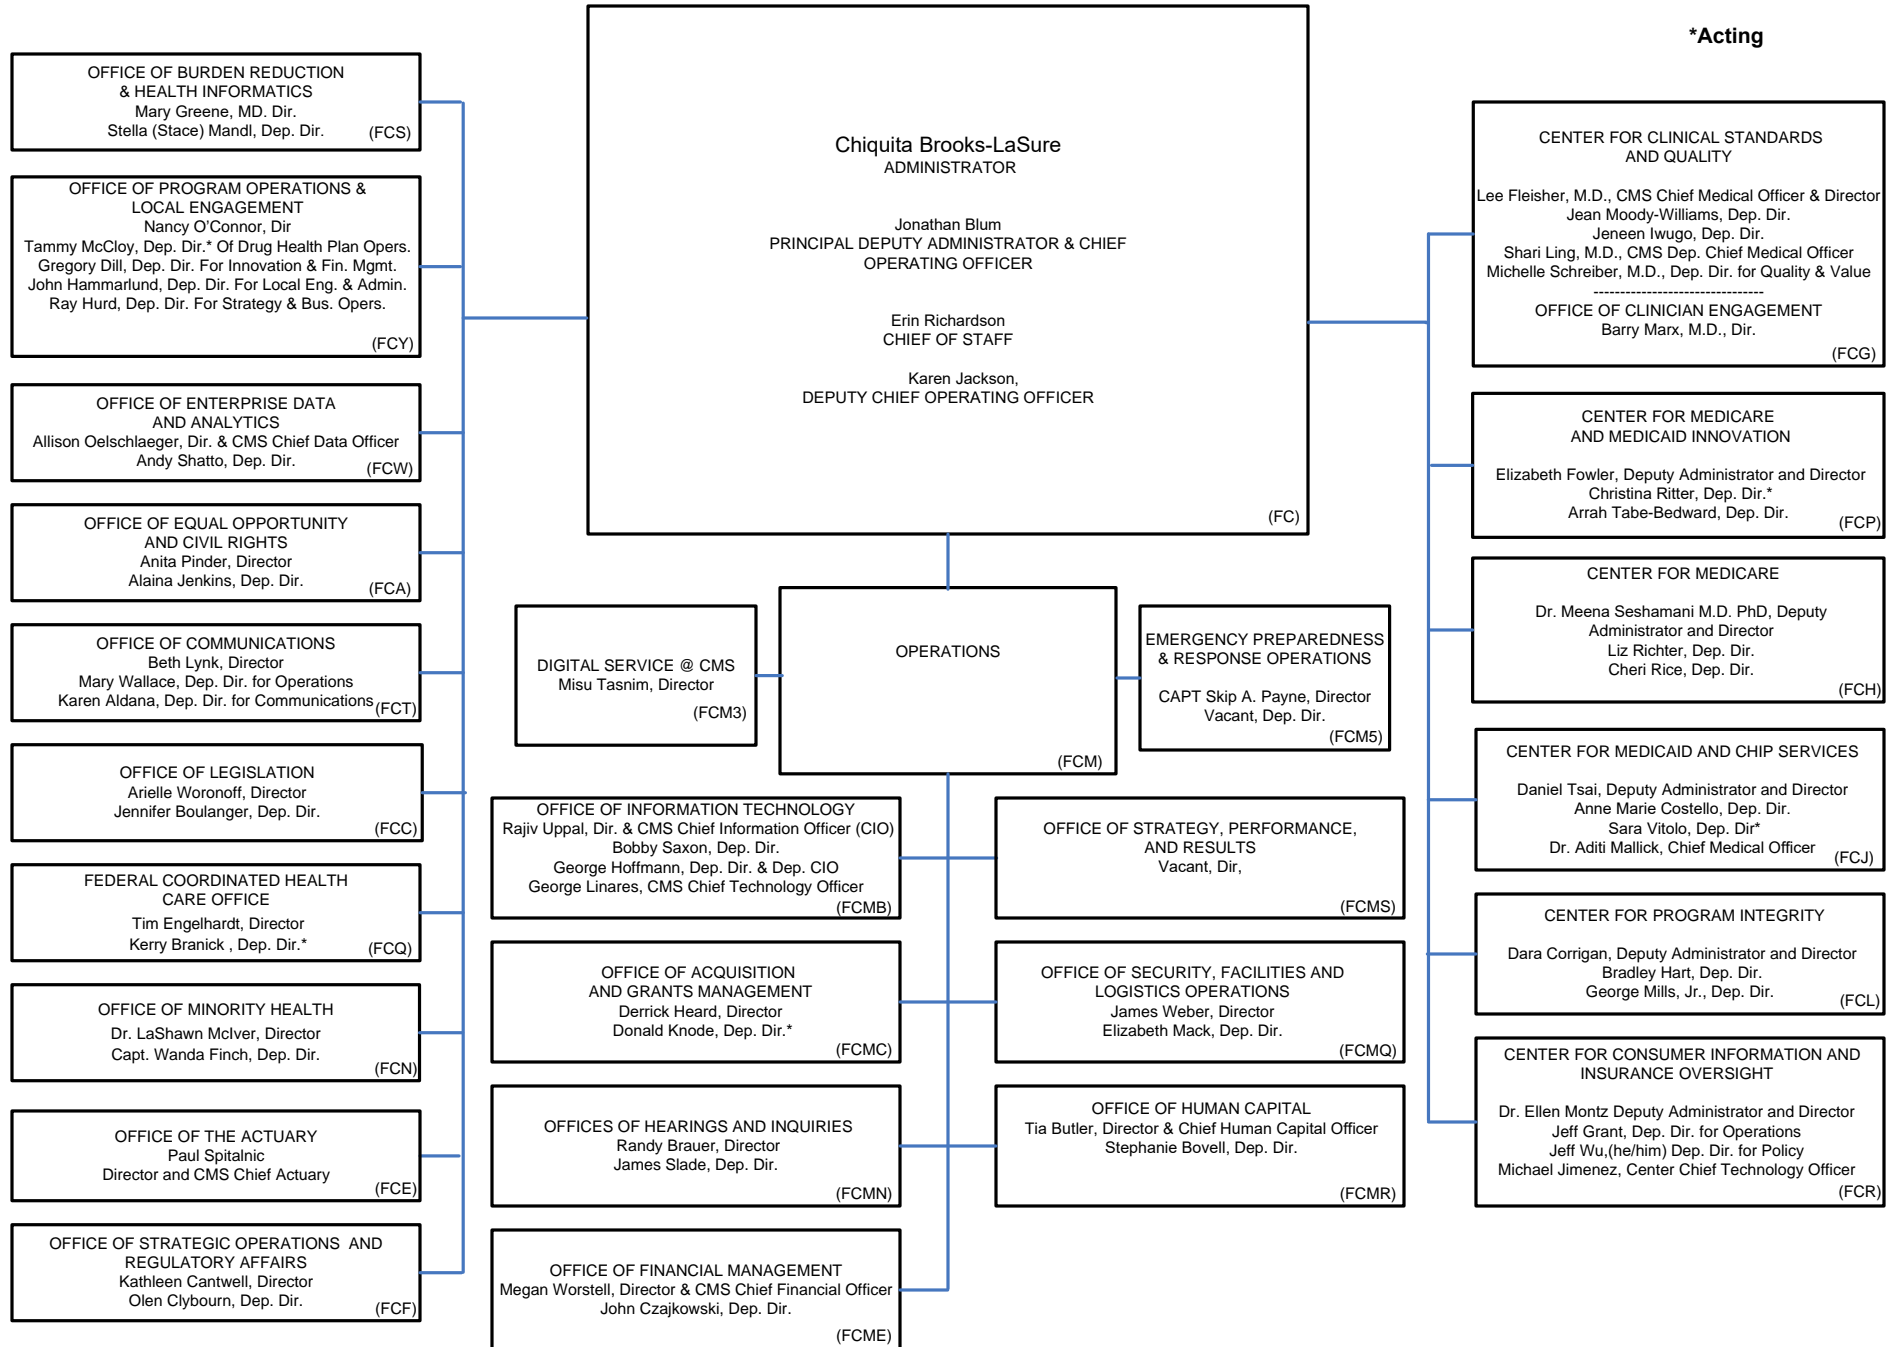 *Acting
Chiquita Brooks-LaSure
ADMINISTRATOR
Jonathan Blum
PRINCIPAL DEPUTY ADMINISTRATOR & CHIEF
OPERATING OFFICER
Erin Richardson
CHIEF OF STAFF
Karen Jackson,
DEPUTY CHIEF OPERATING OFFICER
(FC)
OFFICE OF BURDEN REDUCTION
& HEALTH INFORMATICS
Mary Greene, MD. Dir.
Stella (Stace) Mandl, Dep. Dir.
(FCS)
OFFICE OF PROGRAM OPERATIONS &
LOCAL ENGAGEMENT
Nancy O'Connor, Dir
Tammy McCloy, Dep. Dir.* Of Drug Health Plan Opers.
Gregory Dill, Dep. Dir. For Innovation & Fin. Mgmt.
John Hammarlund, Dep. Dir. For Local Eng. & Admin.
Ray Hurd, Dep. Dir. For Strategy & Bus. Opers.
(FCY)
OFFICE OF ENTERPRISE DATA
AND ANALYTICS
Allison Oelschlaeger, Dir. & CMS Chief Data Officer
Andy Shatto, Dep. Dir.
(FCW)
OFFICE OF EQUAL OPPORTUNITY
AND CIVIL RIGHTS
Anita Pinder, Director
Alaina Jenkins, Dep. Dir.
(FCA)
OFFICE OF COMMUNICATIONS
Beth Lynk, Director
Mary Wallace, Dep. Dir. for Operations
Karen Aldana, Dep. Dir. for Communications
(FCT)
OFFICE OF LEGISLATION
Arielle Woronoff, Director
Jennifer Boulanger, Dep. Dir.
(FCC)
FEDERAL COORDINATED HEALTH
CARE OFFICE
Tim Engelhardt, Director
Kerry Branick , Dep. Dir.*
(FCQ)
OFFICE OF MINORITY HEALTH
Dr. LaShawn McIver, Director
Capt. Wanda Finch, Dep. Dir.
(FCN)
OFFICE OF THE ACTUARY
Paul Spitalnic
Director and CMS Chief Actuary
(FCE)
OFFICE OF STRATEGIC OPERATIONS AND
REGULATORY AFFAIRS
Kathleen Cantwell, Director
Olen Clybourn, Dep. Dir.
(FCF)
DIGITAL SERVICE @ CMS
Misu Tasnim, Director
(FCM3)
OPERATIONS
(FCM)
EMERGENCY PREPAREDNESS
& RESPONSE OPERATIONS
CAPT Skip A. Payne, Director
Vacant, Dep. Dir.
(FCM5)
OFFICE OF INFORMATION TECHNOLOGY
Rajiv Uppal, Dir. & CMS Chief Information Officer (CIO)
Bobby Saxon, Dep. Dir.
George Hoffmann, Dep. Dir. & Dep. CIO
George Linares, CMS Chief Technology Officer
(FCMB)
OFFICE OF STRATEGY, PERFORMANCE,
AND RESULTS
Vacant, Dir,
(FCMS)
OFFICE OF ACQUISITION
AND GRANTS MANAGEMENT
Derrick Heard, Director
Donald Knode, Dep. Dir.*
(FCMC)
OFFICE OF SECURITY, FACILITIES AND
LOGISTICS OPERATIONS
James Weber, Director
Elizabeth Mack, Dep. Dir.
(FCMQ)
OFFICES OF HEARINGS AND INQUIRIES
Randy Brauer, Director
James Slade, Dep. Dir.
(FCMN)
OFFICE OF HUMAN CAPITAL
Tia Butler, Director & Chief Human Capital Officer
Stephanie Bovell, Dep. Dir.
(FCMR)
OFFICE OF FINANCIAL MANAGEMENT
Megan Worstell, Director & CMS Chief Financial Officer
John Czajkowski, Dep. Dir.
(FCME)
CENTER FOR CLINICAL STANDARDS
AND QUALITY
Lee Fleisher, M.D., CMS Chief Medical Officer & Director
Jean Moody-Williams, Dep. Dir.
Jeneen Iwugo, Dep. Dir.
Shari Ling, M.D., CMS Dep. Chief Medical Officer
Michelle Schreiber, M.D., Dep. Dir. for Quality & Value
--------------------------------
OFFICE OF CLINICIAN ENGAGEMENT
Barry Marx, M.D., Dir.
(FCG)
CENTER FOR MEDICARE
AND MEDICAID INNOVATION
Elizabeth Fowler, Deputy Administrator and Director
Christina Ritter, Dep. Dir.*
Arrah Tabe-Bedward, Dep. Dir.
(FCP)
CENTER FOR MEDICARE
Dr. Meena Seshamani M.D. PhD, Deputy
Administrator and Director
Liz Richter, Dep. Dir.
Cheri Rice, Dep. Dir.
(FCH)
CENTER FOR MEDICAID AND CHIP SERVICES
Daniel Tsai, Deputy Administrator and Director
Anne Marie Costello, Dep. Dir.
Sara Vitolo, Dep. Dir*
Dr. Aditi Mallick, Chief Medical Officer
(FCJ)
CENTER FOR PROGRAM INTEGRITY
Dara Corrigan, Deputy Administrator and Director
Bradley Hart, Dep. Dir.
George Mills, Jr., Dep. Dir.
(FCL)
CENTER FOR CONSUMER INFORMATION AND
INSURANCE OVERSIGHT
Dr. Ellen Montz Deputy Administrator and Director
Jeff Grant, Dep. Dir. for Operations
Jeff Wu,(he/him) Dep. Dir. for Policy
Michael Jimenez, Center Chief Technology Officer
(FCR)